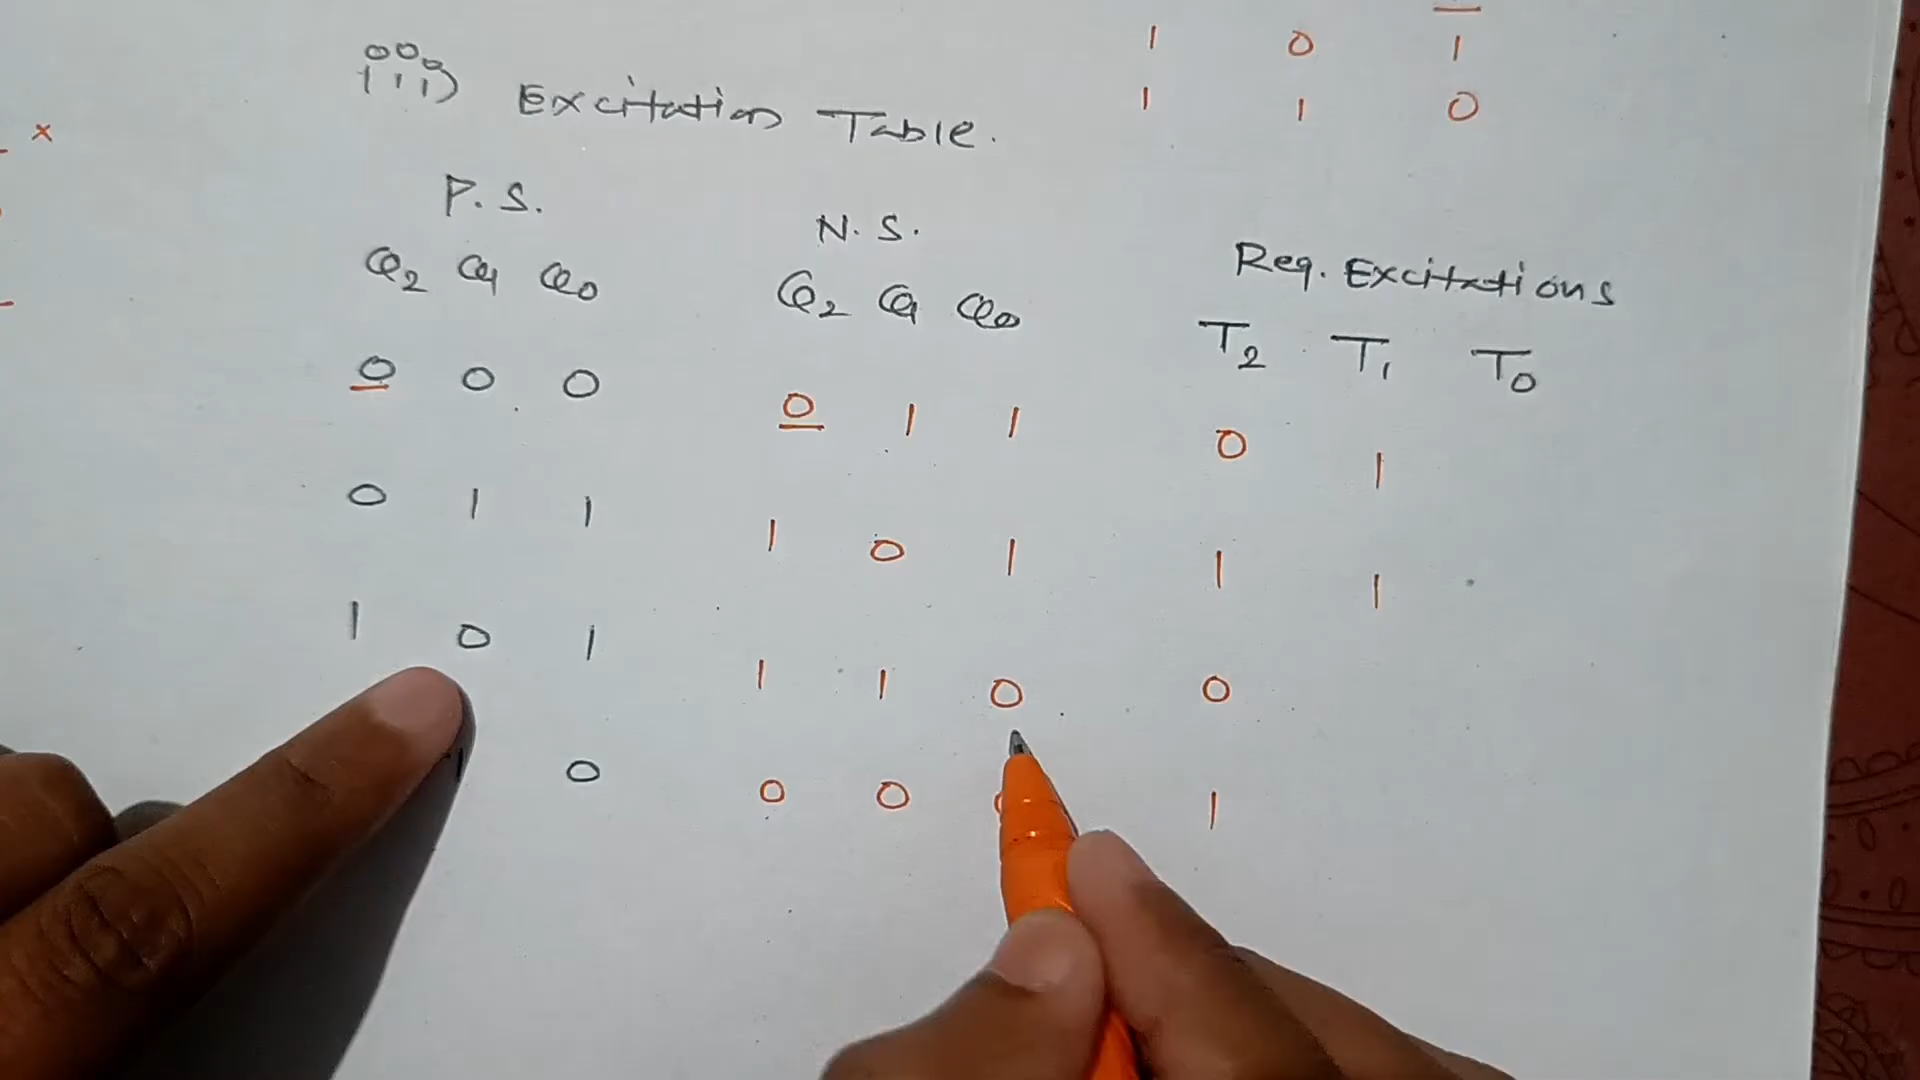 1 0 1
1 1 0
000
111) Excitation Table.
P. S. N. S. Req. Excitations
Q2 Q1 Q0 Q2 Q1 Q0 T2 T1 T0
0 0 0 0 1 1 0 1
0 1 1 1 0 1 1 1
1 0 1 1 1 0 0
0 0 0 1
x